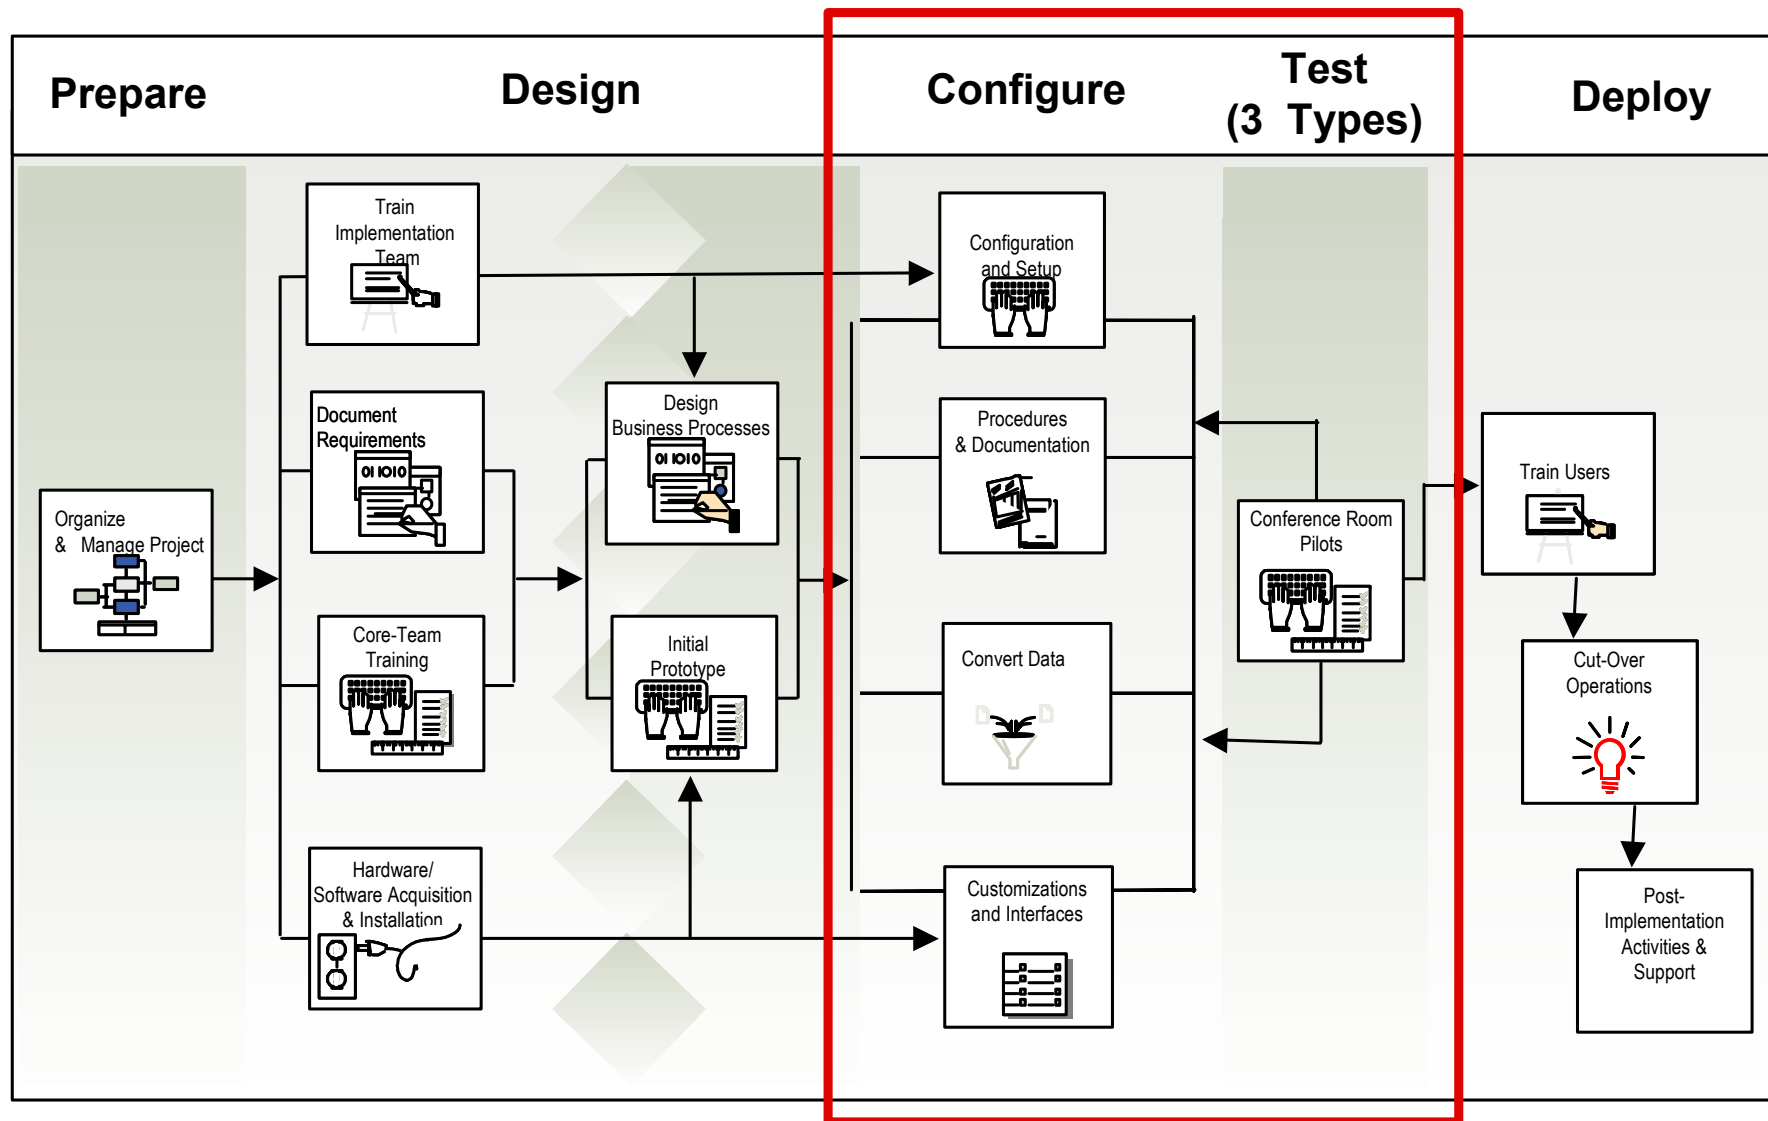 Prepare
Design
Configure
Test
(3 Types)
Deploy
Organize
& Manage Project
Train
Implementation
Team
Document
Requirements
01 1010
Core-Team
Training
Hardware/
Software Acquisition
& Installation
Design
Business Processes
01 1010
Initial
Prototype
Configuration
and Setup
Procedures
& Documentation
Convert Data
Customizations
and Interfaces
Conference Room
Pilots
Train Users
Cut-Over
Operations
Post-
Implementation
Activities &
Support